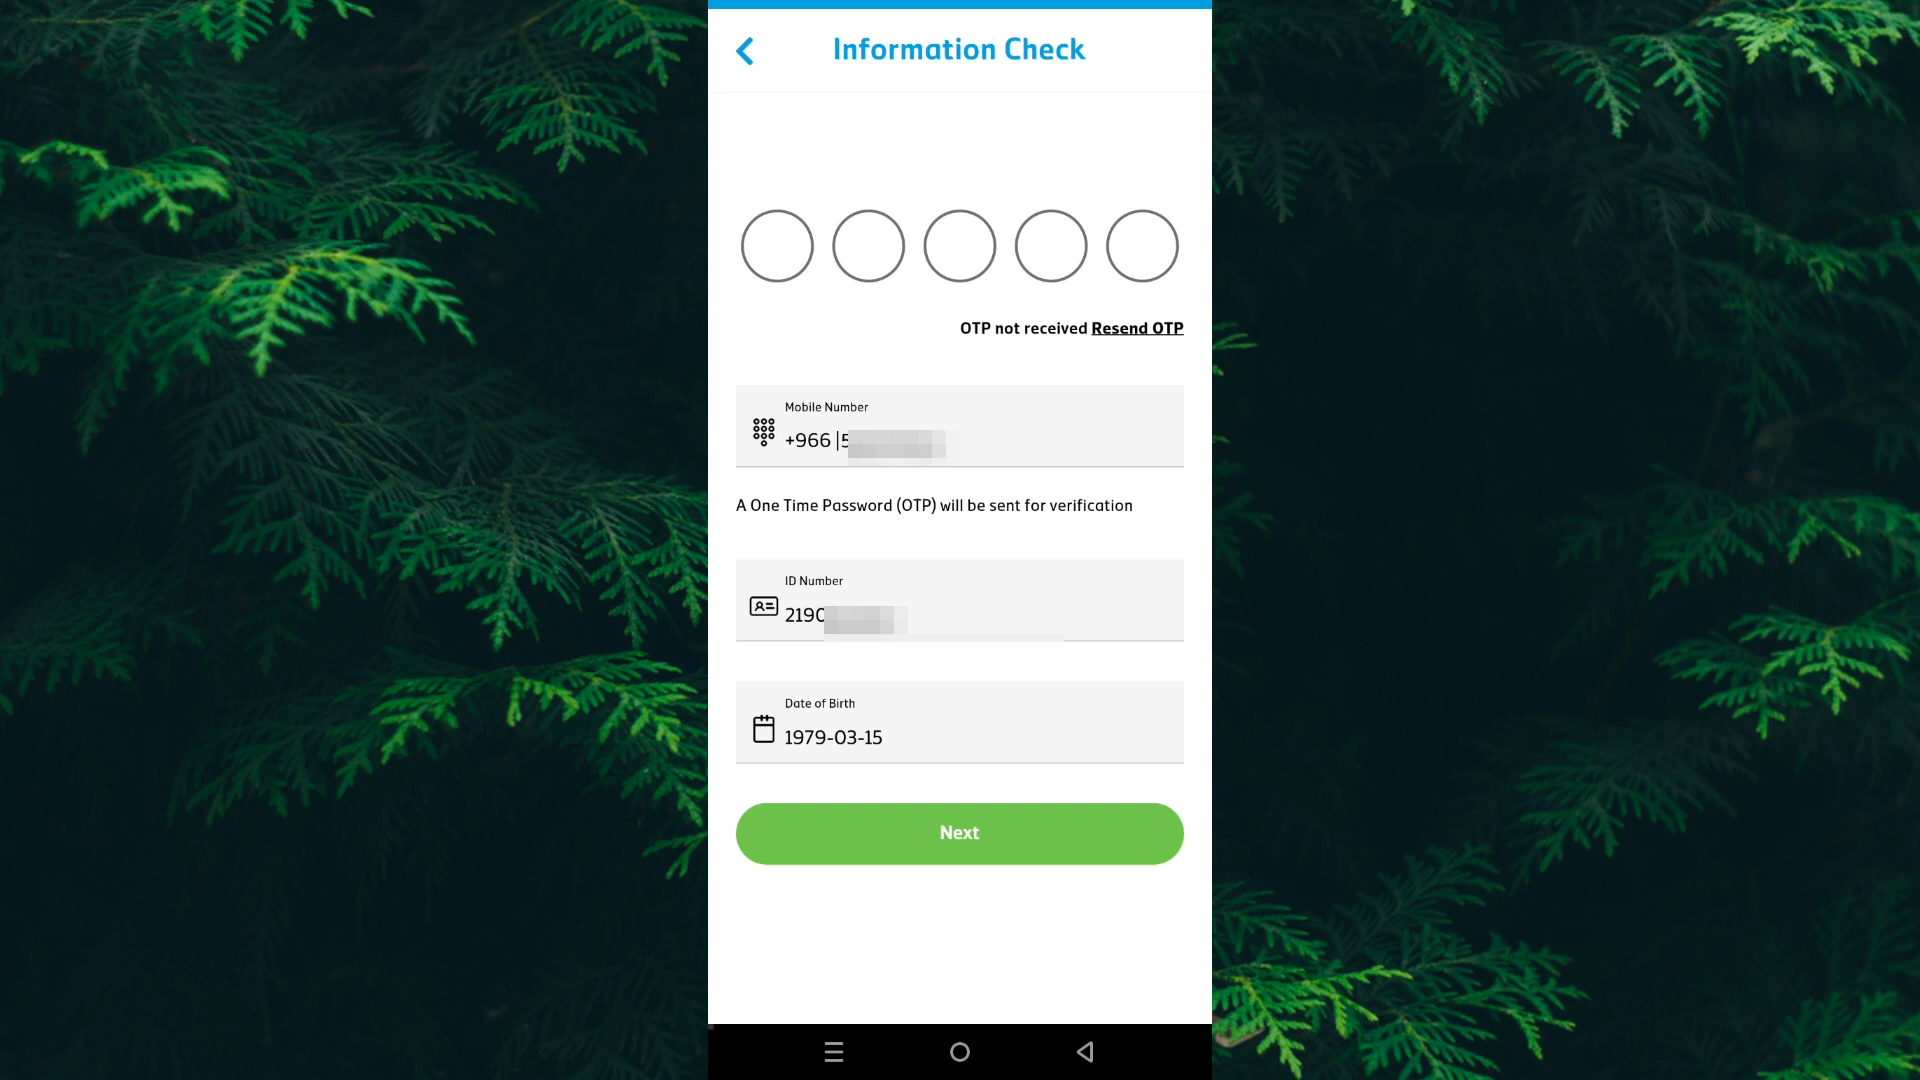 Information Check
OTP not received Resend OTP
Mobile Number
+966 |5
A One Time Password (OTP) will be sent for verification
ID Number
2190
Date of Birth
1979-03-15
Next